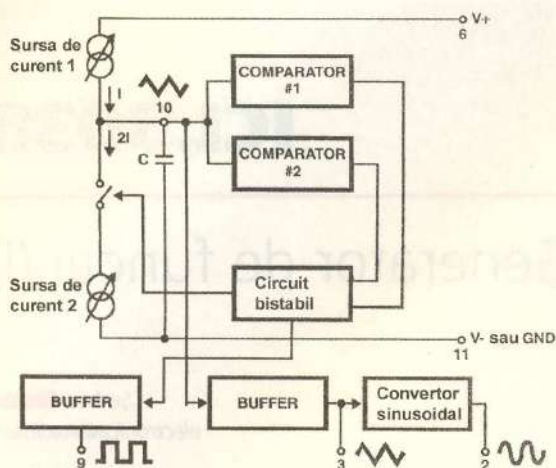 V+
6
Sursa de
curent 1
COMPARATOR
#1
I
10
2I
C
COMPARATOR
#2
Circuit
bistabil
Sursa de
curent 2
V- sau GND
11
BUFFER
BUFFER
Convertor
sinusoidal
9
3
2